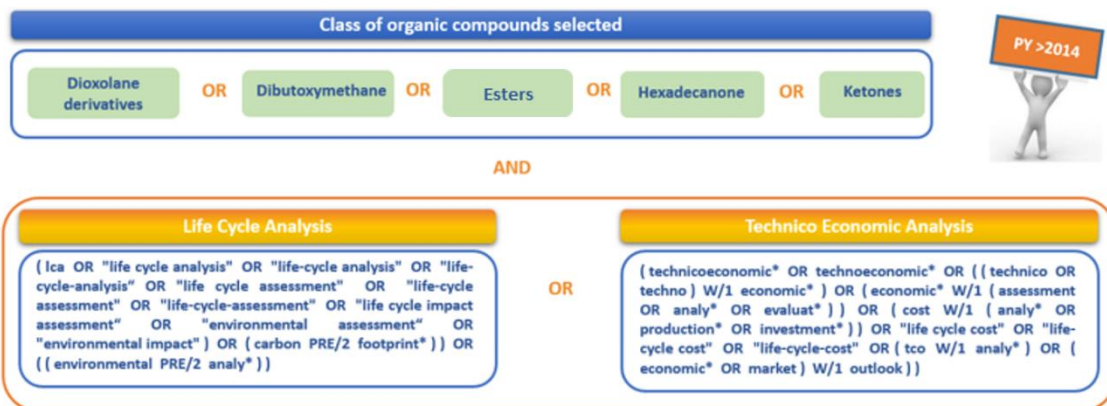 Class of organic compounds selected
PY >2014
Dioxolane
derivatives
OR
Dibutoxymethane
OR
Esters
OR
Hexadecanone
OR
Ketones
AND
Life Cycle Analysis
( lca OR "life cycle analysis" OR "life-cycle analysis" OR "life-
cycle-analysis" OR "life cycle assessment" OR "life-cycle
assessment" OR "life-cycle-assessment" OR "life cycle impact
assessment" OR "environmental assessment" OR
"environmental impact" ) OR ( carbon PRE/2 footprint* ) ) OR
( ( environmental PRE/2 analy* ) )
OR
Technico Economic Analysis
( technicoeconomic* OR technoeconomic* OR ( ( technico OR
techno ) W/1 economic* ) OR ( economic* W/1 ( assessment
OR analy* OR evaluat* ) ) OR ( cost W/1 ( analy* OR
production* OR investment* ) ) OR "life cycle cost" OR "life-
cycle cost" OR "life-cycle-cost" OR ( tco W/1 analy* ) OR (
economic* OR market ) W/1 outlook ) )